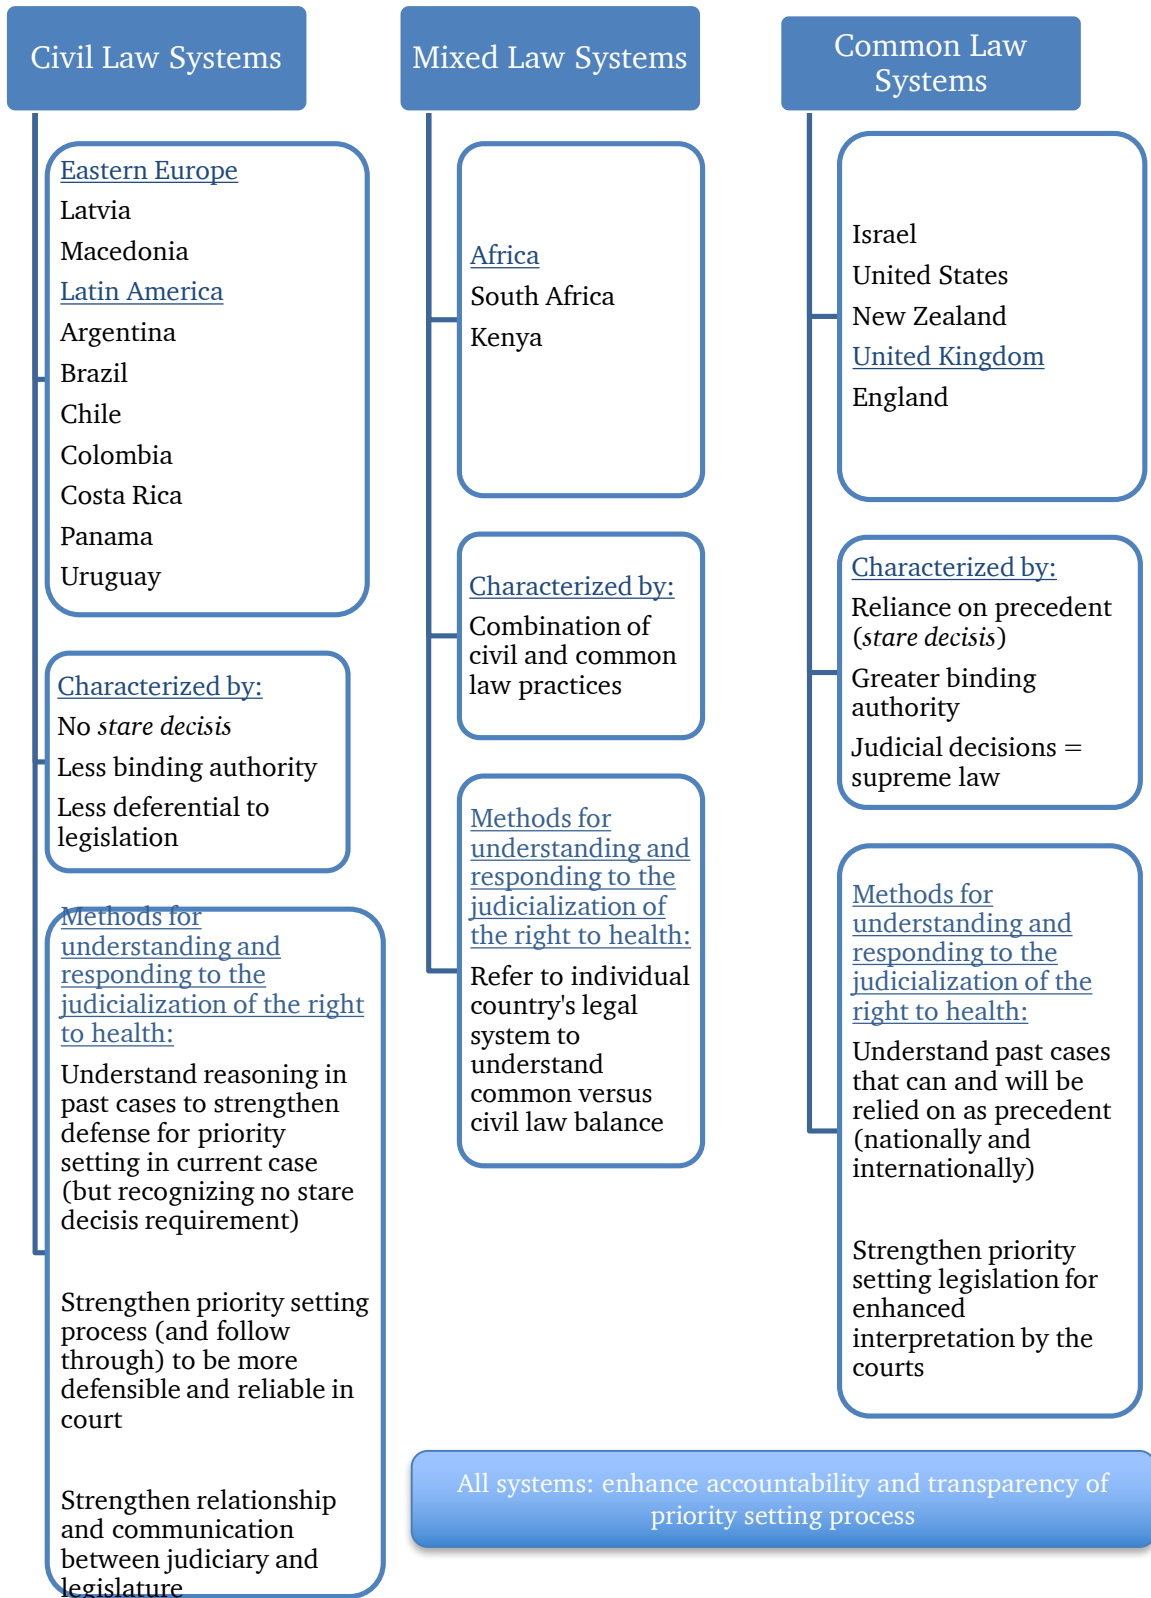 Civil Law Systems
Eastern Europe
Latvia
Macedonia
Latin America
Argentina
Brazil
Chile
Colombia
Costa Rica
Panama
Uruguay
Characterized by:
No stare decisis
Less binding authority
Less deferential to
legislation
Methods for
understanding and
responding to the
judicialization of the right
to health:
Understand reasoning in
past cases to strengthen
defense for priority
setting in current case
(but recognizing no stare
decisis requirement)
Strengthen priority setting
process (and follow
through) to be more
defensible and reliable in
court
Strengthen relationship
and communication
between judiciary and
legislature
Mixed Law Systems
Africa
South Africa
Kenya
Characterized by:
Combination of
civil and common
law practices
Methods for
understanding and
responding to the
judicialization of
the right to health:
Refer to individual
country's legal
system to
understand
common versus
civil law balance
Common Law
Systems
Israel
United States
New Zealand
United Kingdom
England
Characterized by:
Reliance on precedent
(stare decisis)
Greater binding
authority
Judicial decisions =
supreme law
Methods for
understanding and
responding to the
judicialization of the
right to health:
Understand past cases
that can and will be
relied on as precedent
(nationally and
internationally)
Strengthen priority
setting legislation for
enhanced
interpretation by the
courts
All systems: enhance accountability and transparency of
priority setting process